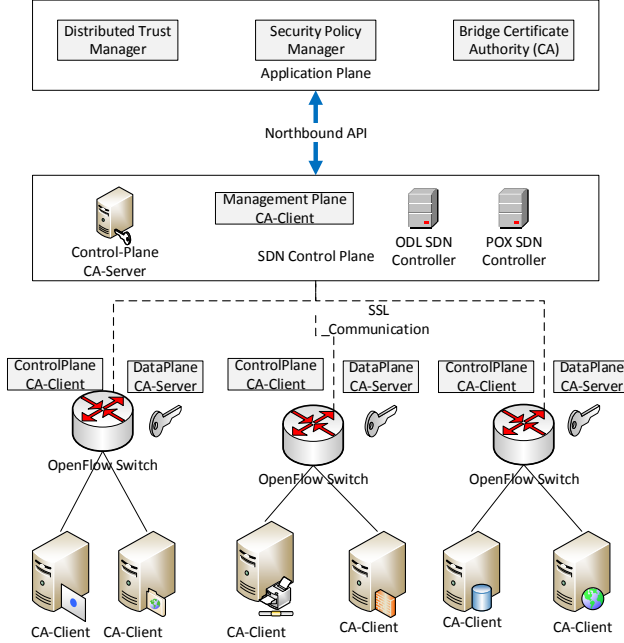 Distributed Trust
Manager
Security Policy
Manager
Bridge Certificate
Authority (CA)
Application Plane
Northbound API
Management Plane
CA-Client
Control-Plane
CA-Server
SDN Control Plane
ODL SDN
Controller
POX SDN
Controller
SSL
Communication
ControlPlane
CA-Client
DataPlane
CA-Server
ControlPlane
CA-Client
DataPlane
CA-Server
ControlPlane
CA-Client
DataPlane
CA-Server
OpenFlow Switch
OpenFlow Switch
OpenFlow Switch
CA-Client
CA-Client
CA-Client
CA-Client
CA-Client
CA-Client